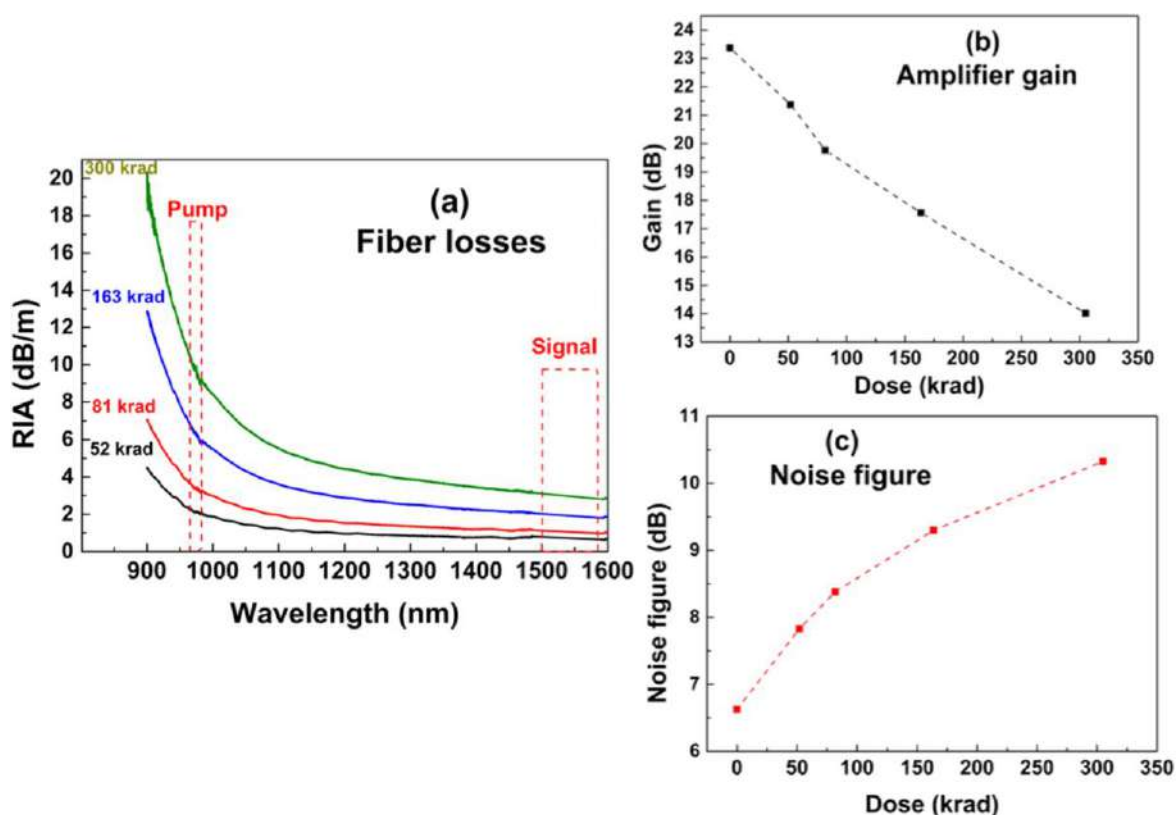 (a)
Fiber losses
300 krad
Pump
163 krad
81 krad
52 krad
Signal
RIA (dB/m)
20
18
16
14
12
10
8
6
4
2
0
900 1000 1100 1200 1300 1400 1500 1600
Wavelength (nm)
(b)
Amplifier gain
Gain (dB)
24
23
22
21
20
19
18
17
16
15
14
13
0 50 100 150 200 250 300 350
Dose (krad)
(c)
Noise figure
Noise figure (dB)
11
10
9
8
7
6
0 50 100 150 200 250 300 350
Dose (krad)